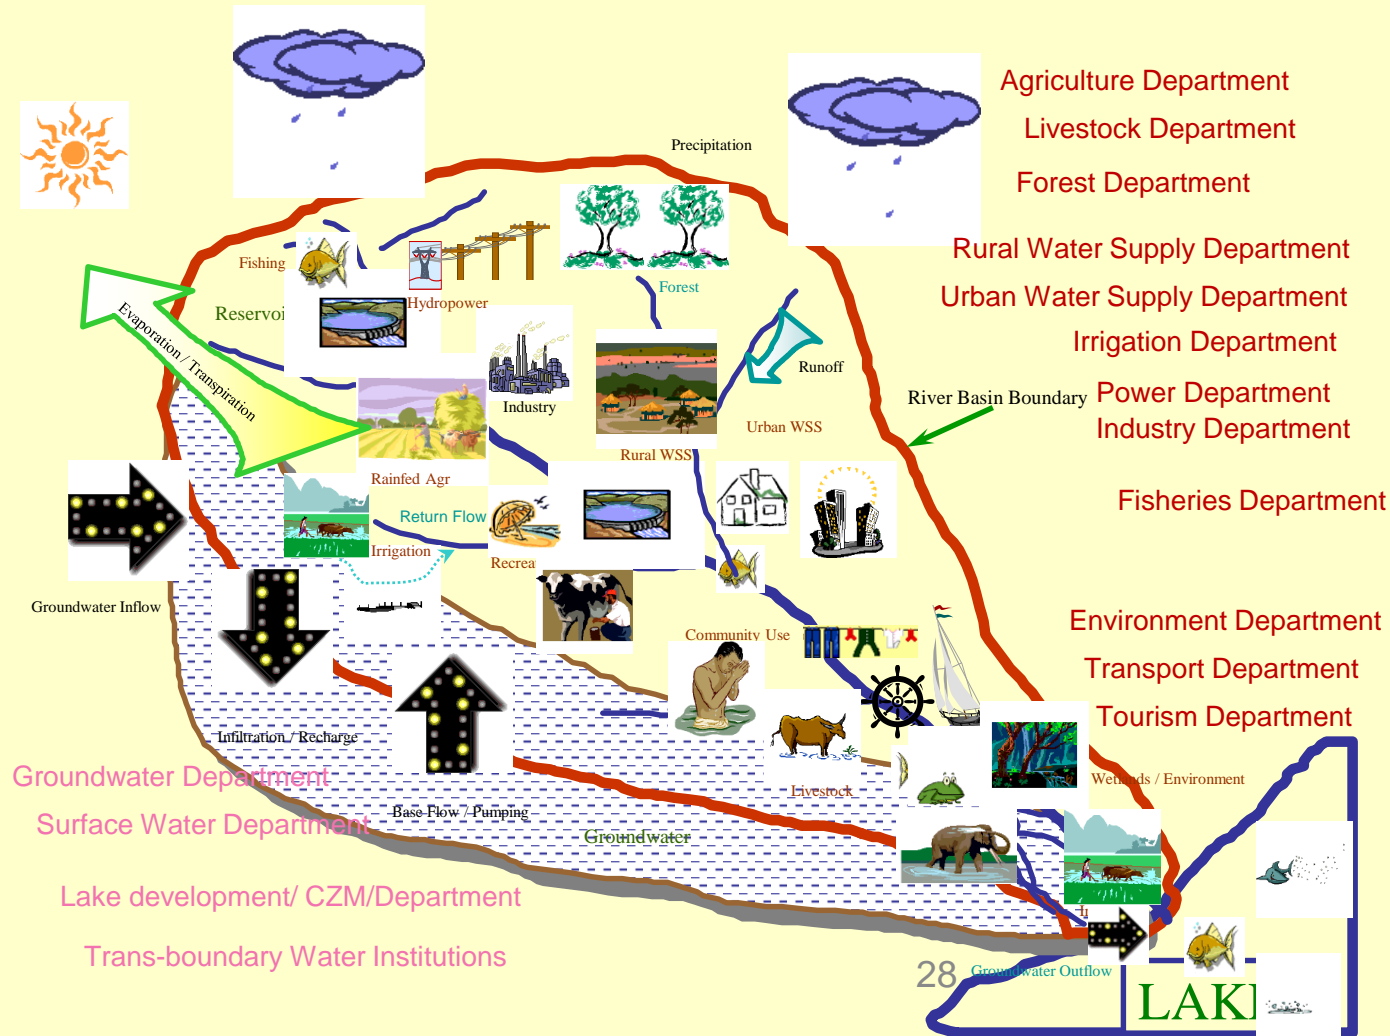 Agriculture Department
Livestock Department
Precipitation
Forest Department
Rural Water Supply Department
Fishing
Forest
Urban Water Supply Department
Hydropower
Reservoi
Irrigation Department
Evaporation / Transpiration
Runoff
River Basin Boundary
Power Department
Industry
Industry Department
Urban WSS
Rural WSS
Rainfed Agr
Fisheries Department
Return Flow
Irrigation
Recrea
Groundwater Inflow
Environment Department
Community Use
Transport Department
Tourism Department
Infiltration / Recharge
Groundwater Department
Wetlands / Environment
Livestock
Base Flow / Pumping
Surface Water Department
Groundwater
Lake development/ CZM/Department
Trans-boundary Water Institutions
28
Groundwater Outflow
LAKE